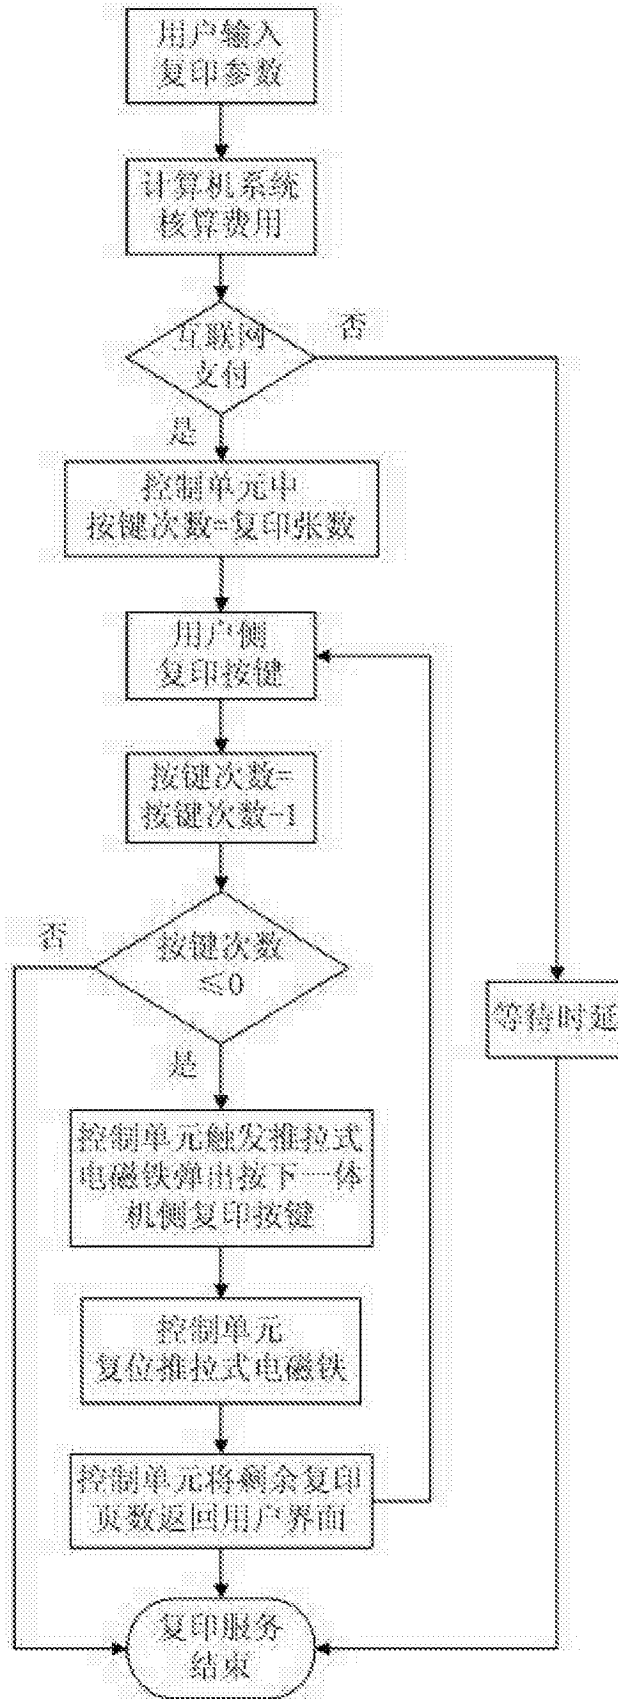 用户输入
复印参数
计算机系统
核算费用
互联网
支付
否
是
控制单元中
按键次数=复印张数
用户侧
复印按键
按键次数=
按键次数-1
否
按键次数
≤0
等待时延
是
控制单元触发推拉式
电磁铁弹出按下一体
机侧复印按键
控制单元
复位推拉式电磁铁
控制单元将剩余复印
页数返回用户界面
复印服务
结束